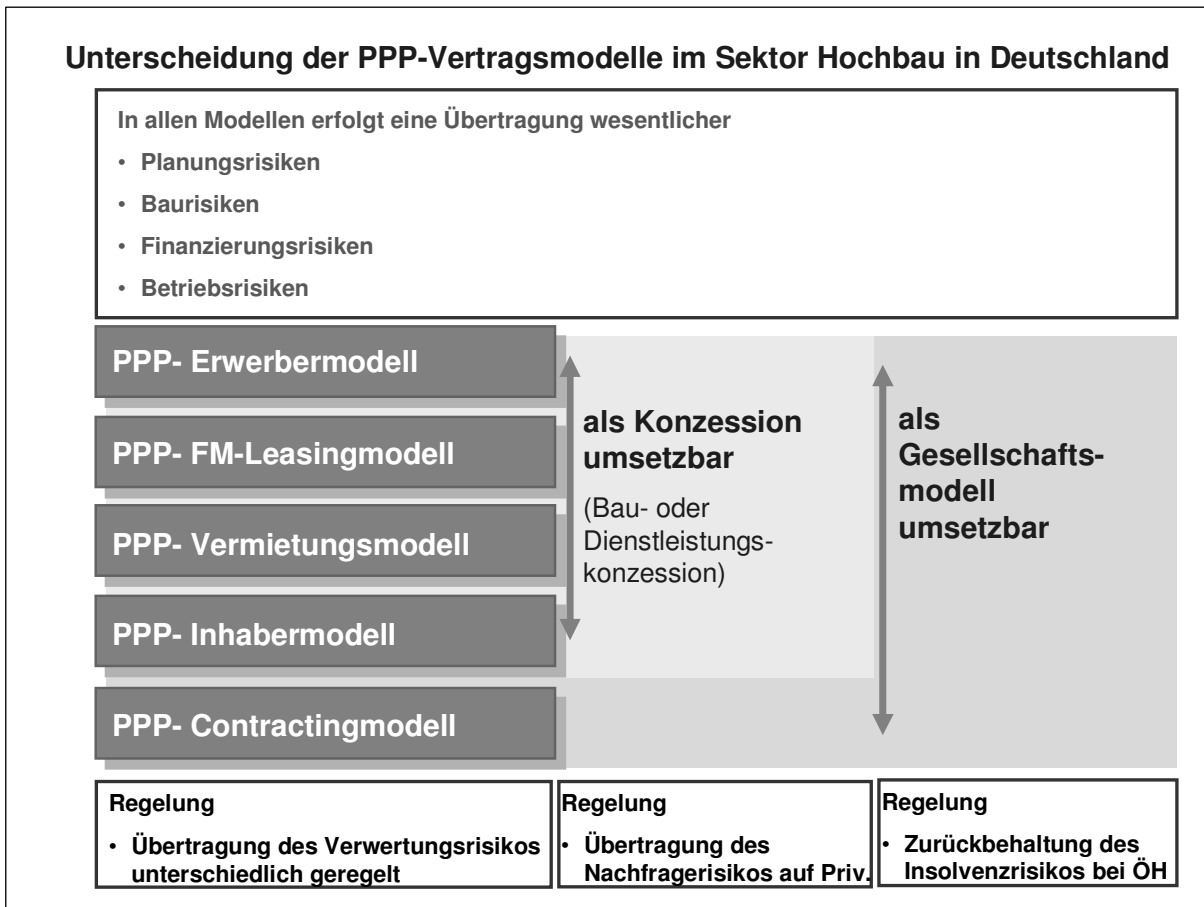 Unterscheidung der PPP-Vertragsmodelle im Sektor Hochbau in Deutschland
In allen Modellen erfolgt eine Übertragung wesentlicher
• Planungsrisiken
• Baurisiken
• Finanzierungsrisiken
• Betriebsrisiken
PPP- Erwerbermodell
PPP- FM-Leasingmodell
PPP- Vermietungsmodell
PPP- Inhabermodell
PPP- Contractingmodell
als Konzession
umsetzbar
(Bau- oder
Dienstleistungs-
konzession)
als
Gesellschafts-
modell
umsetzbar
Regelung
• Übertragung des Verwertungsrisikos
unterschiedlich geregelt
Regelung
• Übertragung des
Nachfragerisikos auf Priv.
Regelung
• Zurückbehaltung des
Insolvenzrisikos bei ÖH